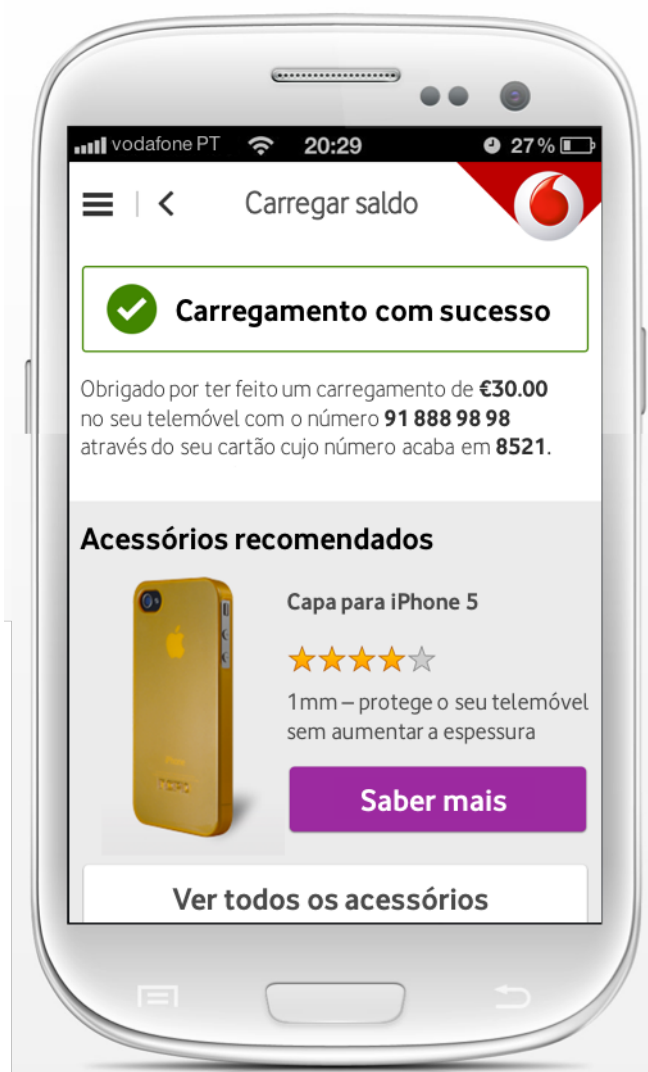 vodafone PT 20:29 27%
Carregar saldo
Carregamento com sucesso
Obrigado por ter feito um carregamento de €30.00
no seu telemóvel com o número 91 888 98 98
através do seu cartão cujo número acaba em 8521.
Acessórios recomendados
Capa para iPhone 5
1mm – protege o seu telemóvel
sem aumentar a espessura
Saber mais
Ver todos os acessórios